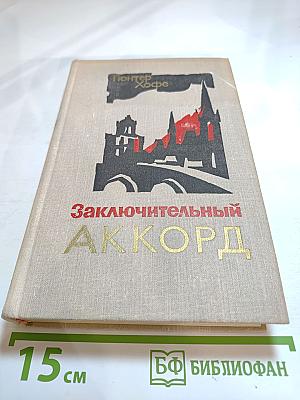 Гюнтер
Хофе
Заключительный
АККОРД
15 см
БФ БИБЛИОФАН